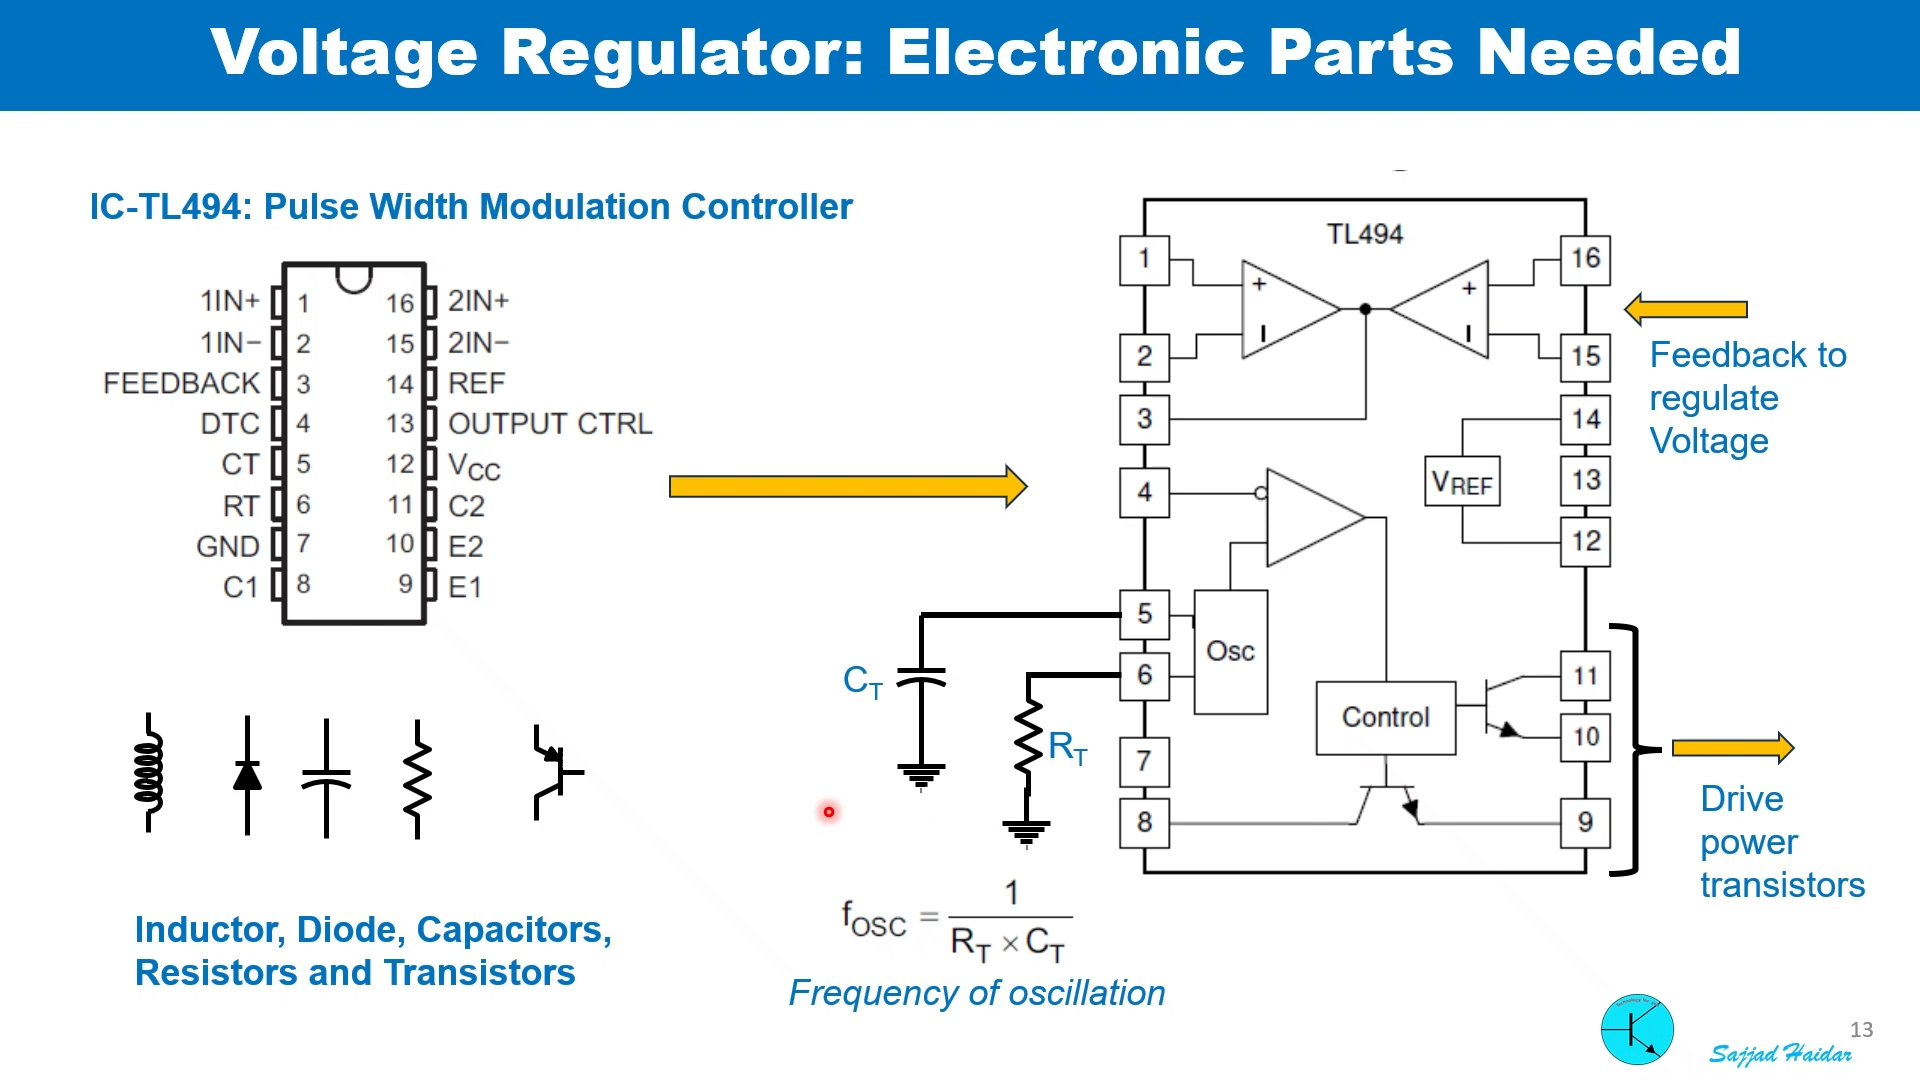 Voltage Regulator: Electronic Parts Needed
IC-TL494: Pulse Width Modulation Controller
1IN+ 1 16 2IN+
1IN− 2 15 2IN−
FEEDBACK 3 14 REF
DTC 4 13 OUTPUT CTRL
CT 5 12 VCC
RT 6 11 C2
GND 7 10 E2
C1 8 9 E1
Inductor, Diode, Capacitors,
Resistors and Transistors
TL494
1 + + 16
2 − − 15
3 14
4 VREF 13
12
5
Osc
6 11
Control
7 10
8 9
CT
RT
fOSC = 1 / RT × CT
Frequency of oscillation
Feedback to
regulate
Voltage
Drive
power
transistors
Sajjad Haidar
13